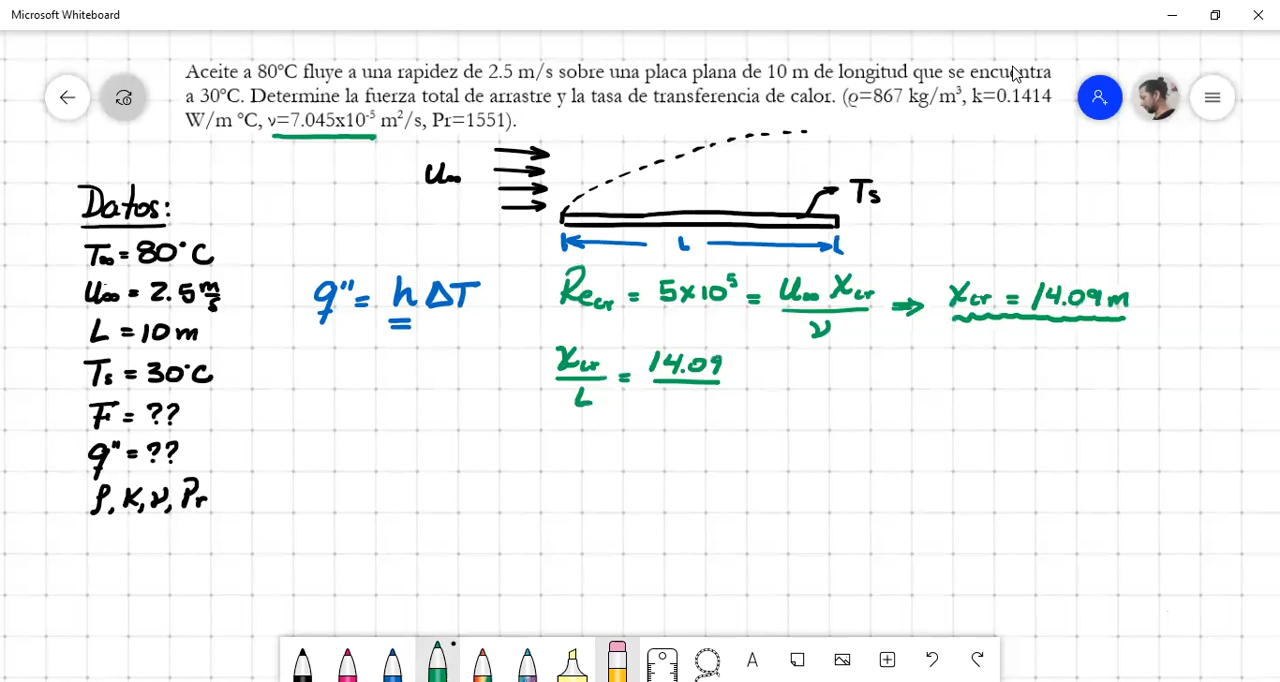 Microsoft Whiteboard
Aceite a 80°C fluye a una rapidez de 2.5 m/s sobre una placa plana de 10 m de longitud que se encuentra
a 30°C. Determine la fuerza total de arrastre y la tasa de transferencia de calor. (ϱ=867 kg/m³, k=0.1414
W/m °C, ν=7.045x10⁻⁵ m²/s, Pr=1551).
U∞
Ts
L
Datos:
T∞ = 80°C
U∞ = 2.5 m/s
L = 10 m
Ts = 30°C
F = ??
q" = ??
ρ, K, ν, Pr
q" = h ΔT
Recr = 5x10⁵ = U∞ Xcr / ν ⇒ Xcr = 14.09 m
Xcr / L = 14.09
A